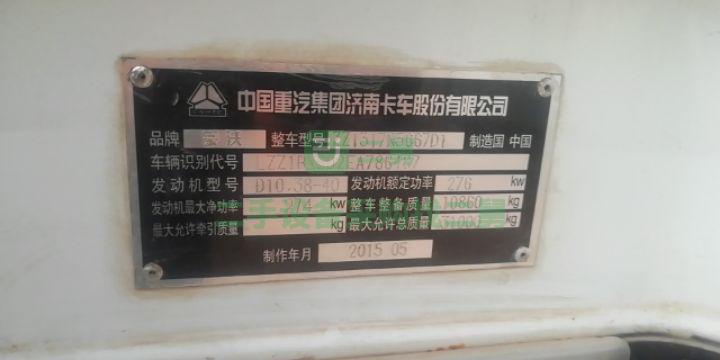 中国重汽集团济南卡车股份有限公司
品牌 豪沃 整车型号 制造国 中国
车辆识别代号
发动机型号 D10.38-40 发动机额定功率 276 kw
发动机最大净功率 274 kw 整车整备质量 10860 kg
最大允许牵引质量 kg 最大允许总质量 31000 kg
制作年月 2015 05